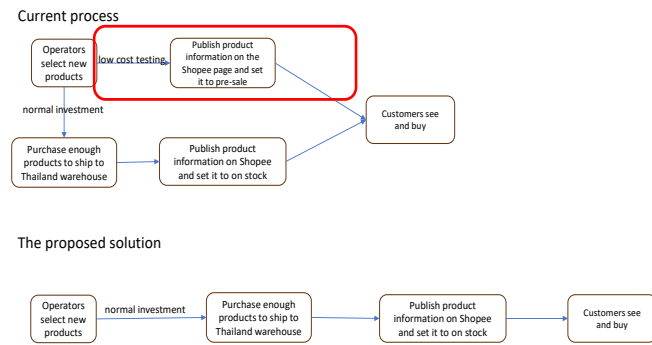 Current process
Operators
select new
products
low cost testing
Publish product
information on the
Shopee page and set
it to pre-sale
normal investment
Customers see
and buy
Purchase enough
products to ship to
Thailand warehouse
Publish product
information on Shopee
and set it to on stock
The proposed solution
Operators
select new
products
normal investment
Purchase enough
products to ship to
Thailand warehouse
Publish product
information on Shopee
and set it to on stock
Customers see
and buy